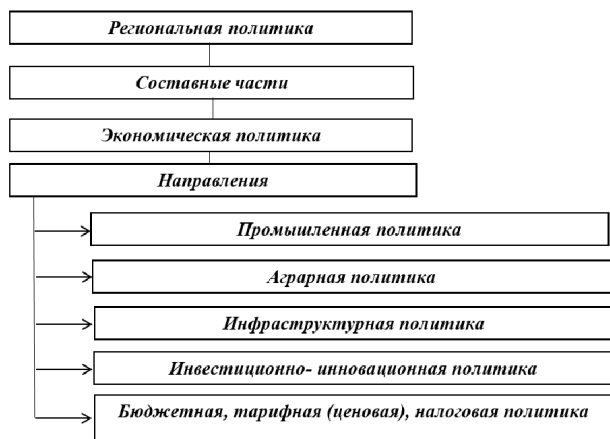 Региональная политика
Составные части
Экономическая политика
Направления
Промышленная политика
Аграрная политика
Инфраструктурная политика
Инвестиционно- инновационная политика
Бюджетная, тарифная (ценовая), налоговая политика